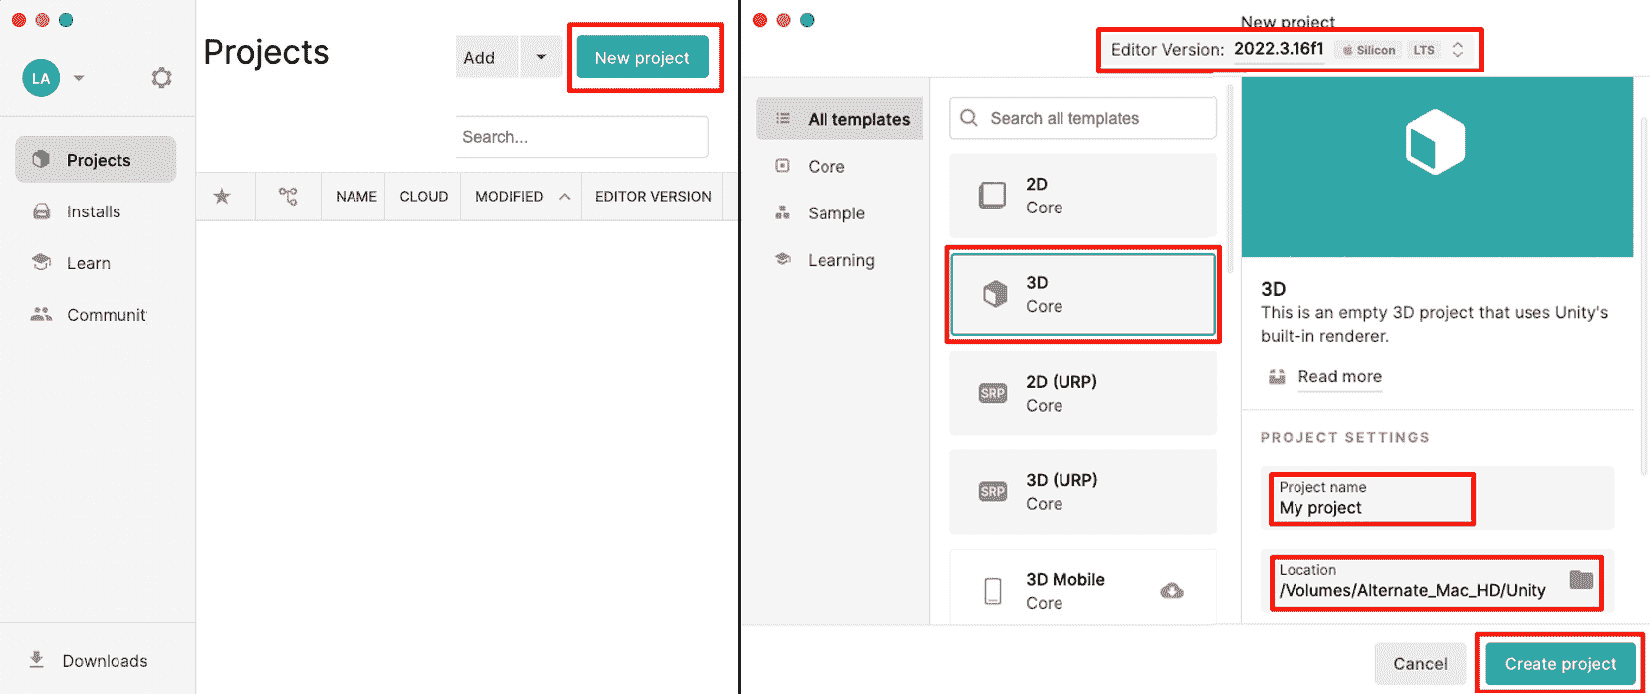 LA
Projects
Installs
Learn
Communit
Downloads
Projects
Add
New project
Search...
NAME
CLOUD
MODIFIED
EDITOR VERSION
New project
Editor Version: 2022.3.16f1 Silicon LTS
All templates
Core
Sample
Learning
Search all templates
2D
Core
3D
Core
2D (URP)
SRP
Core
3D (URP)
SRP
Core
3D Mobile
Core
3D
This is an empty 3D project that uses Unity's
built-in renderer.
Read more
PROJECT SETTINGS
Project name
My project
Location
/Volumes/Alternate_Mac_HD/Unity
Cancel
Create project